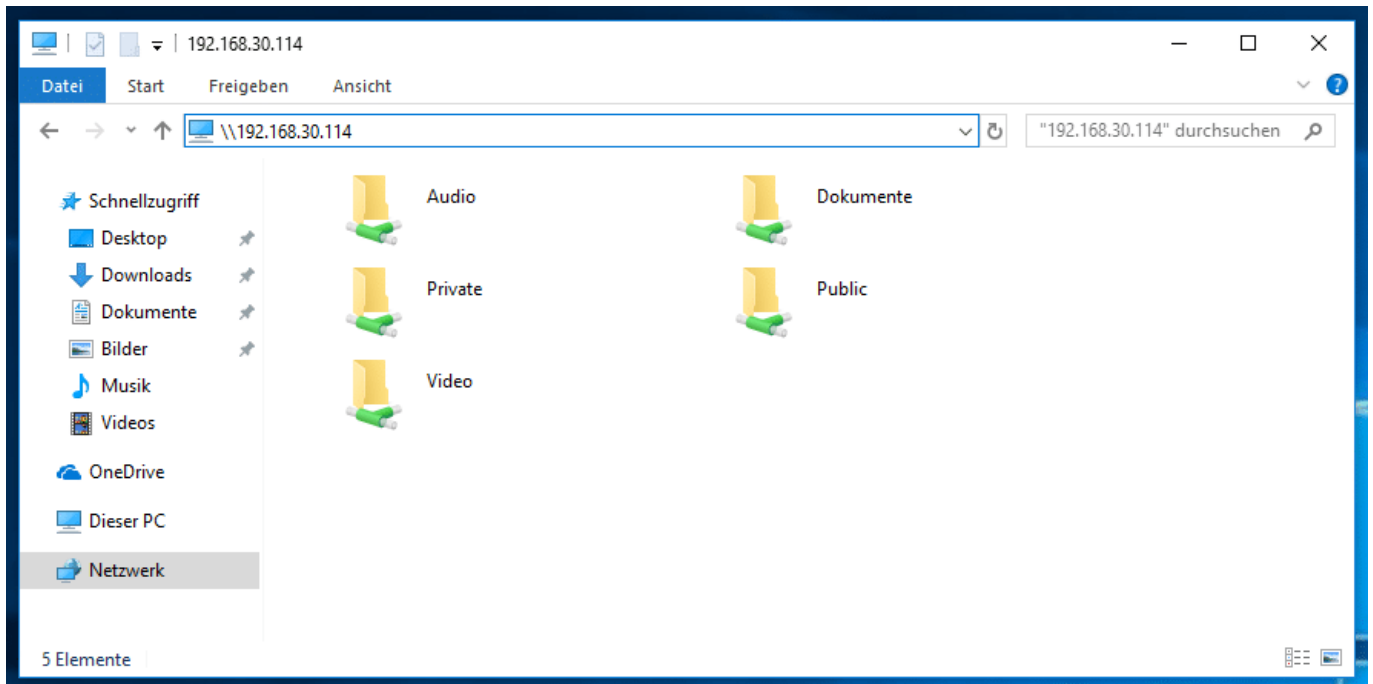 192.168.30.114
Datei Start Freigeben Ansicht
\\192.168.30.114 "192.168.30.114" durchsuchen
Schnellzugriff
Desktop
Downloads
Dokumente
Bilder
Musik
Videos
OneDrive
Dieser PC
Netzwerk
Audio Dokumente
Private Public
Video
5 Elemente